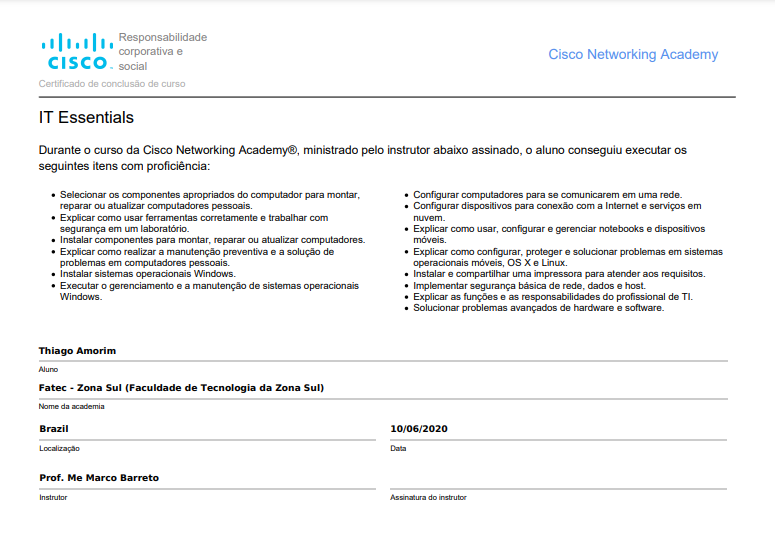 Responsabilidade
corporativa e
CISCO social
Certificado de conclusão de curso
Cisco Networking Academy
IT Essentials
Durante o curso da Cisco Networking Academy®, ministrado pelo instrutor abaixo assinado, o aluno conseguiu executar os
seguintes itens com proficiência:
• Selecionar os componentes apropriados do computador para montar,
reparar ou atualizar computadores pessoais.
• Explicar como usar ferramentas corretamente e trabalhar com
segurança em um laboratório.
• Instalar componentes para montar, reparar ou atualizar computadores.
• Explicar como realizar a manutenção preventiva e a solução de
problemas em computadores pessoais.
• Instalar sistemas operacionais Windows.
• Executar o gerenciamento e a manutenção de sistemas operacionais
Windows.
• Configurar computadores para se comunicarem em uma rede.
• Configurar dispositivos para conexão com a Internet e serviços em
nuvem.
• Explicar como usar, configurar e gerenciar notebooks e dispositivos
móveis.
• Explicar como configurar, proteger e solucionar problemas em sistemas
operacionais móveis, OS X e Linux.
• Instalar e compartilhar uma impressora para atender aos requisitos.
• Implementar segurança básica de rede, dados e host.
• Explicar as funções e as responsabilidades do profissional de TI.
• Solucionar problemas avançados de hardware e software.
Thiago Amorim
Aluno
Fatec - Zona Sul (Faculdade de Tecnologia da Zona Sul)
Nome da academia
Brazil
Localização
10/06/2020
Data
Prof. Me Marco Barreto
Instrutor
Assinatura do instrutor